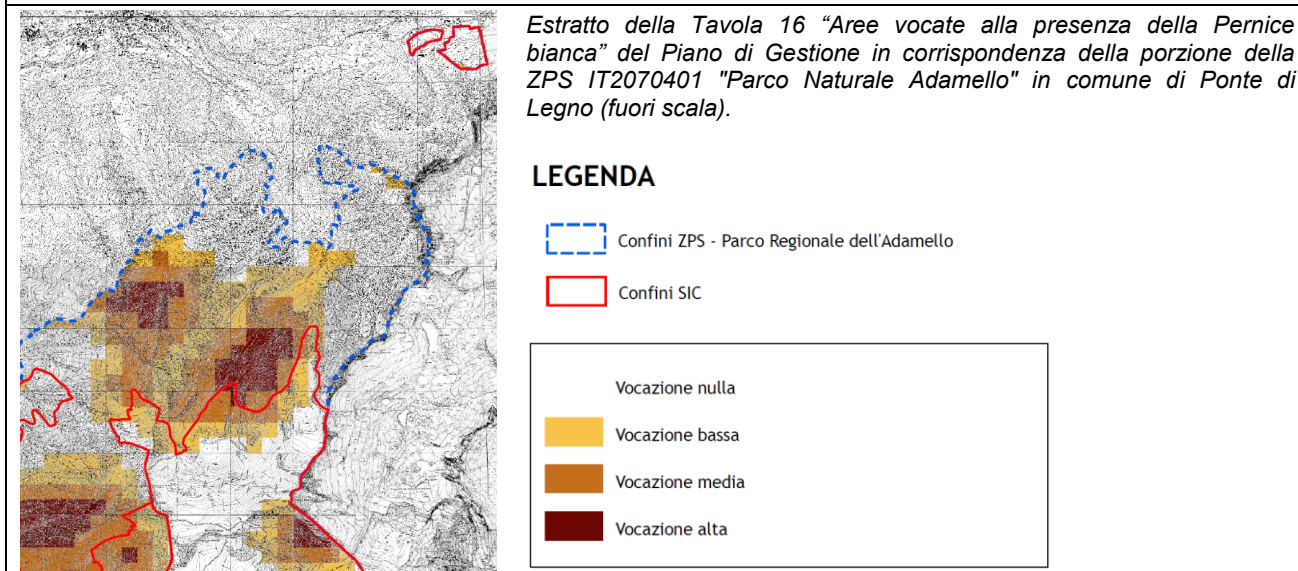 Estratto della Tavola 16 “Aree vocate alla presenza della Pernice
bianca” del Piano di Gestione in corrispondenza della porzione della
ZPS IT2070401 "Parco Naturale Adamello" in comune di Ponte di
Legno (fuori scala).
LEGENDA
Confini ZPS - Parco Regionale dell'Adamello
Confini SIC
Vocazione nulla
Vocazione bassa
Vocazione media
Vocazione alta